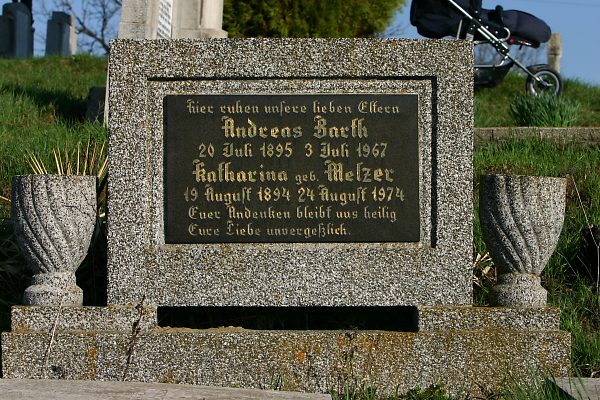 Hier ruhen unsere lieben Eltern
Andreas Barth
20 Juli 1895 3 Juli 1967
Katharina geb. Melzer
19 August 1894 24 August 1974
Euer Andenken bleibt uns heilig
Eure Liebe unvergeßlich.